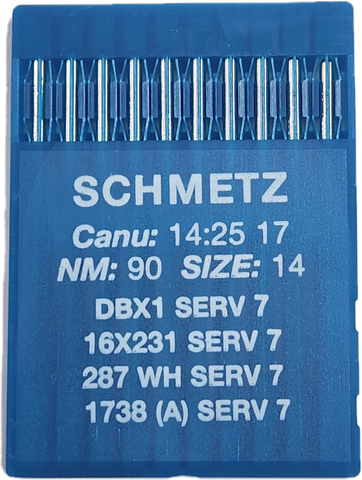 SCHMETZ
Canu: 14:25 17
NM: 90 SIZE: 14
DBX1 SERV 7
16X231 SERV 7
287 WH SERV 7
1738 (A) SERV 7